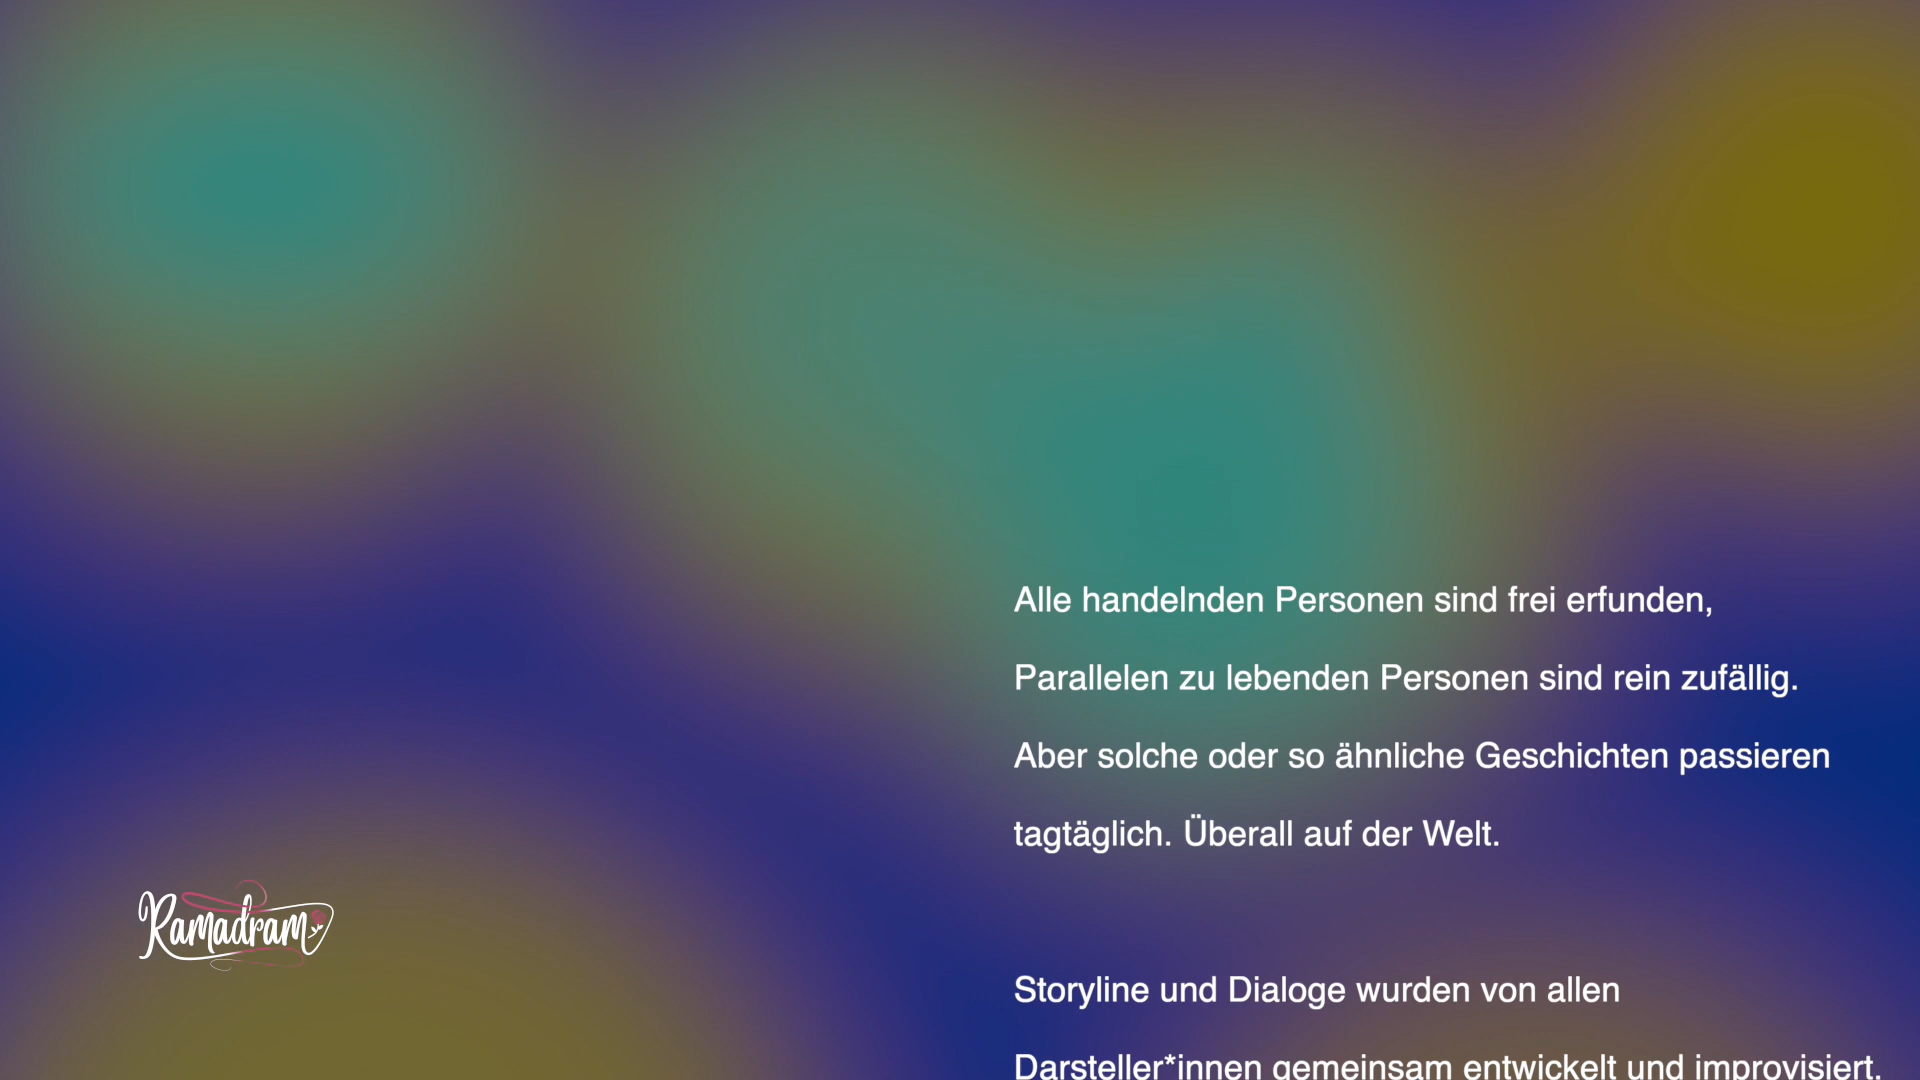 Alle handelnden Personen sind frei erfunden,
Parallelen zu lebenden Personen sind rein zufällig.
Aber solche oder so ähnliche Geschichten passieren
tagtäglich. Überall auf der Welt.
Ramadram
Storyline und Dialoge wurden von allen
Darsteller*innen gemeinsam entwickelt und improvisiert.